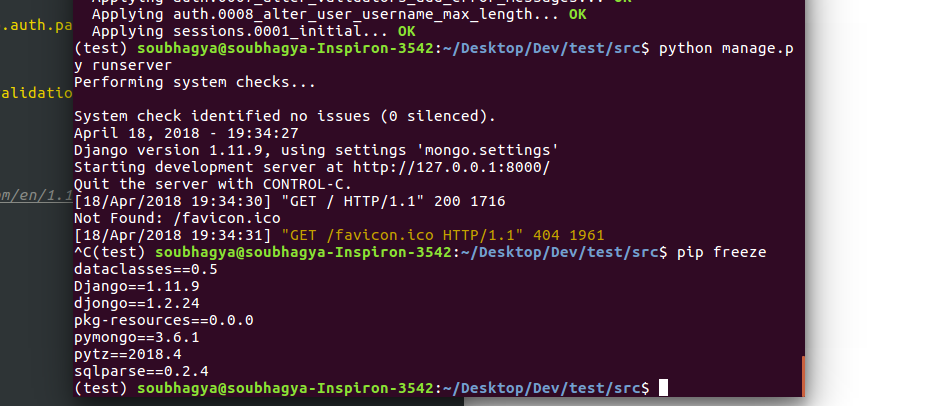 .auth.pa
alidatio
om/en/1.1
Applying auth.0008_alter_user_username_max_length... OK
Applying sessions.0001_initial... OK
(test) soubhagya@soubhagya-Inspiron-3542:~/Desktop/Dev/test/src$ python manage.p
y runserver
Performing system checks...
System check identified no issues (0 silenced).
April 18, 2018 - 19:34:27
Django version 1.11.9, using settings 'mongo.settings'
Starting development server at http://127.0.0.1:8000/
Quit the server with CONTROL-C.
[18/Apr/2018 19:34:30] "GET / HTTP/1.1" 200 1716
Not Found: /favicon.ico
[18/Apr/2018 19:34:31] "GET /favicon.ico HTTP/1.1" 404 1961
^C(test) soubhagya@soubhagya-Inspiron-3542:~/Desktop/Dev/test/src$ pip freeze
dataclasses==0.5
Django==1.11.9
djongo==1.2.24
pkg-resources==0.0.0
pymongo==3.6.1
pytz==2018.4
sqlparse==0.2.4
(test) soubhagya@soubhagya-Inspiron-3542:~/Desktop/Dev/test/src$